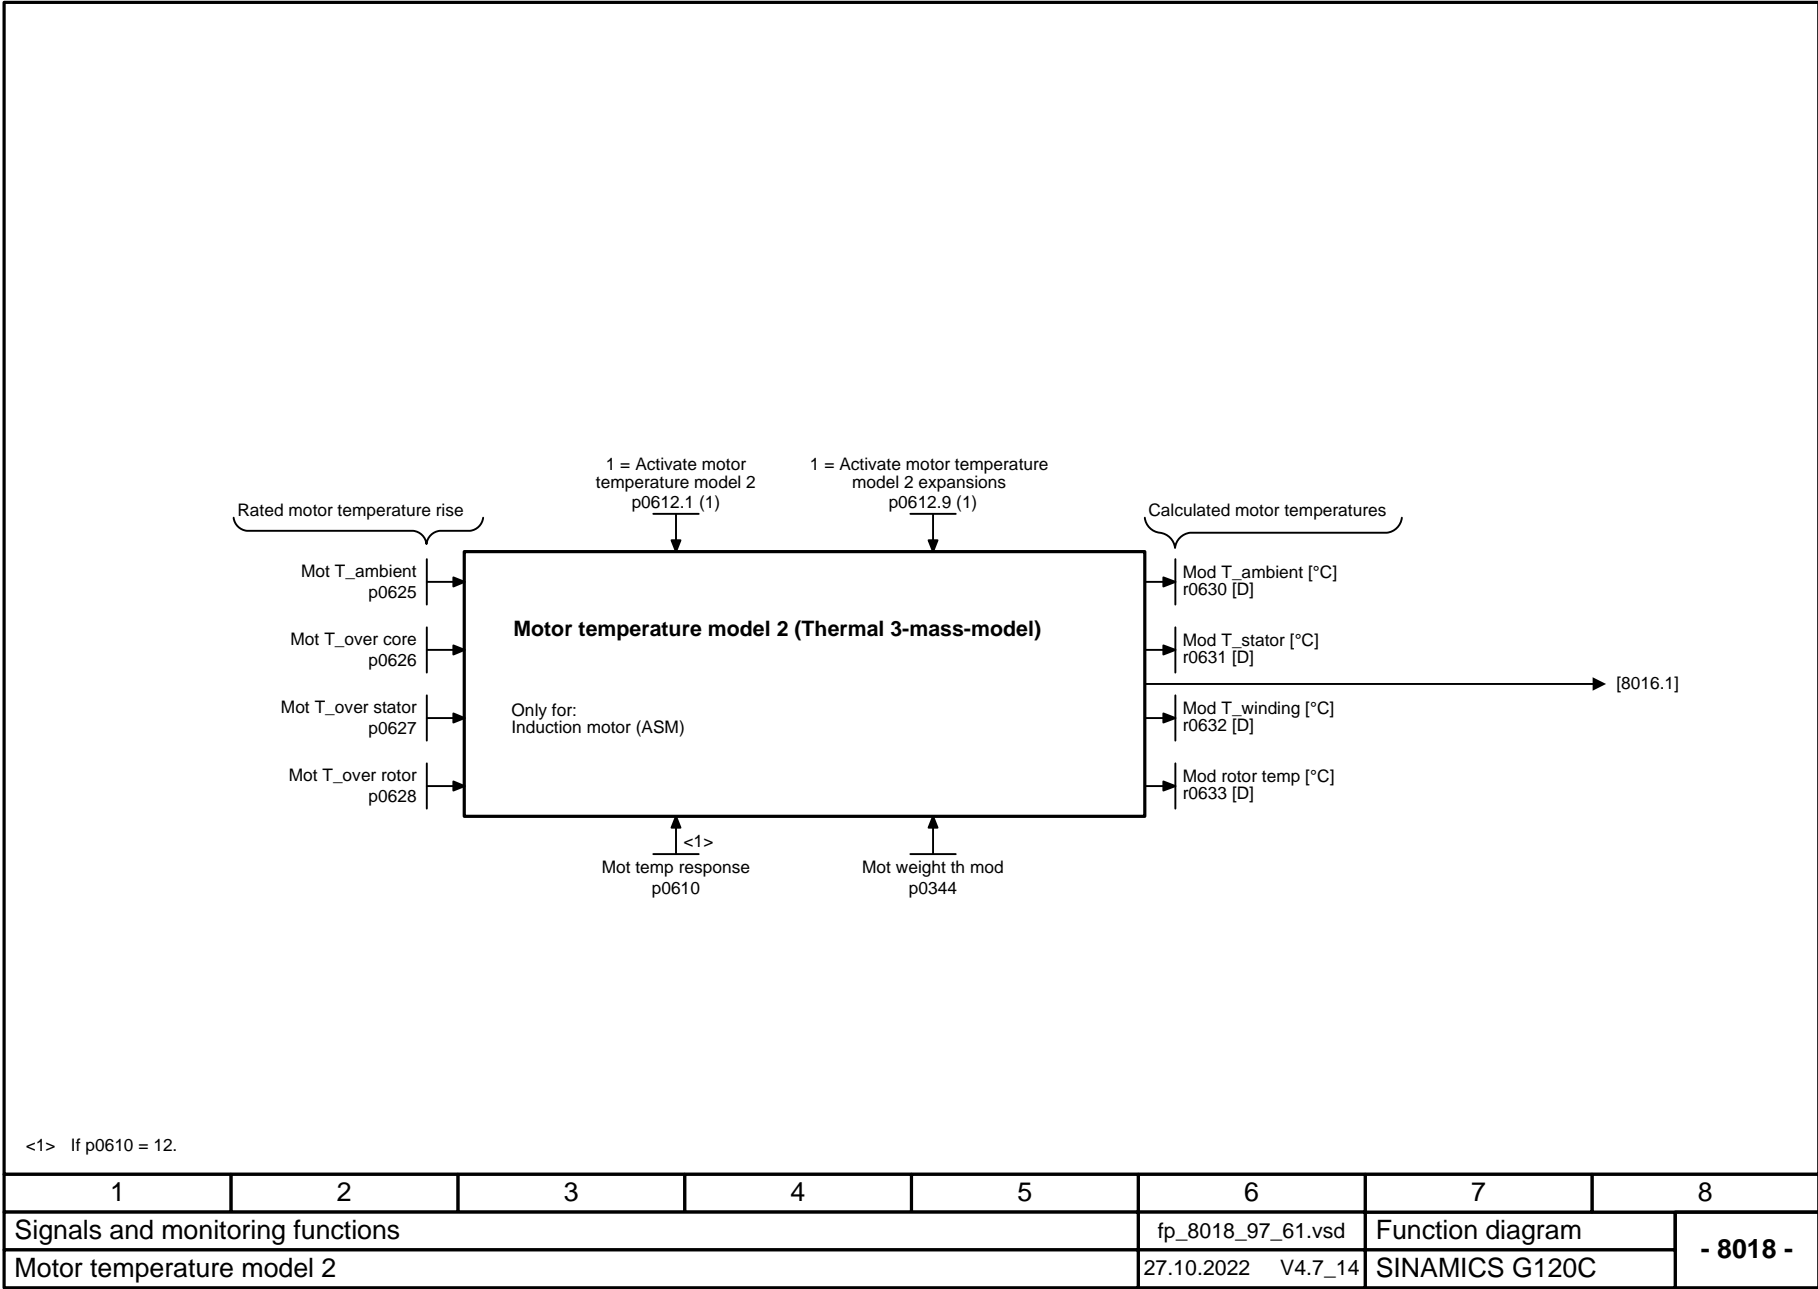 1 = Activate motor
temperature model 2
p0612.1 (1)
1 = Activate motor temperature
model 2 expansions
p0612.9 (1)
Rated motor temperature rise
Calculated motor temperatures
Mot T_ambient
p0625
Mot T_over core
p0626
Mot T_over stator
p0627
Mot T_over rotor
p0628
Motor temperature model 2 (Thermal 3-mass-model)
Only for:
Induction motor (ASM)
Mod T_ambient [°C]
r0630 [D]
Mod T_stator [°C]
r0631 [D]
[8016.1]
Mod T_winding [°C]
r0632 [D]
Mod rotor temp [°C]
r0633 [D]
<1>
Mot temp response
p0610
Mot weight th mod
p0344
<1> If p0610 = 12.
1 2 3 4 5 6 7 8
Signals and monitoring functions
fp_8018_97_61.vsd
Function diagram
- 8018 -
Motor temperature model 2
27.10.2022 V4.7_14
SINAMICS G120C